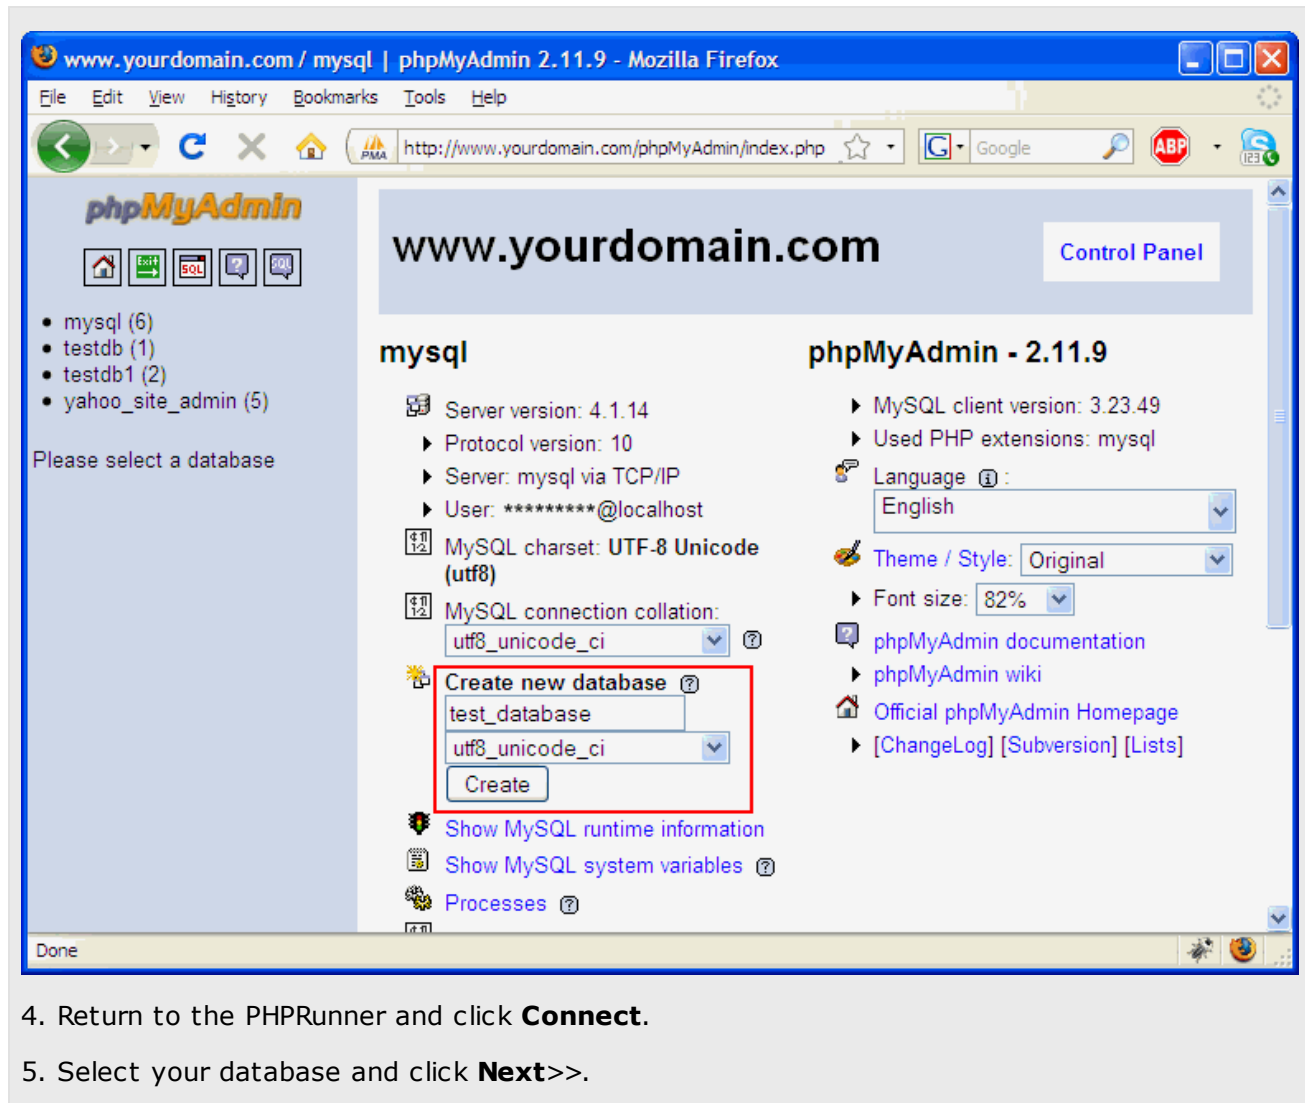 www.yourdomain.com / mysql | phpMyAdmin 2.11.9 - Mozilla Firefox
File Edit View History Bookmarks Tools Help
PMA http://www.yourdomain.com/phpMyAdmin/index.php G Google ABP 123
phpMyAdmin
Exit SQL ? SQL
mysql (6)
testdb (1)
testdb1 (2)
yahoo_site_admin (5)
Please select a database
www.yourdomain.com
Control Panel
mysql
Server version: 4.1.14
Protocol version: 10
Server: mysql via TCP/IP
User: *********@localhost
MySQL charset: UTF-8 Unicode
(utf8)
MySQL connection collation:
utf8_unicode_ci ?
Create new database ?
test_database
utf8_unicode_ci
Create
Show MySQL runtime information
Show MySQL system variables ?
Processes ?
phpMyAdmin - 2.11.9
MySQL client version: 3.23.49
Used PHP extensions: mysql
Language i :
English
Theme / Style: Original
Font size: 82%
phpMyAdmin documentation
phpMyAdmin wiki
Official phpMyAdmin Homepage
[ChangeLog] [Subversion] [Lists]
Done
4. Return to the PHPRunner and click Connect.
5. Select your database and click Next>>.